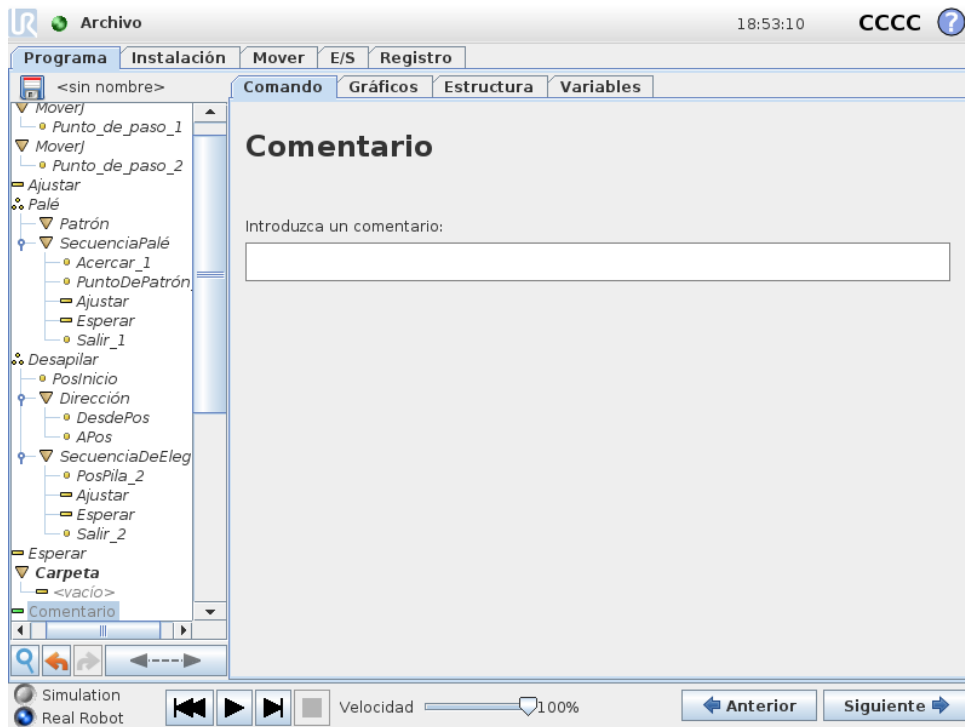 UR Archivo 18:53:10 CCCC ?
Programa Instalación Mover E/S Registro
<sin nombre> Comando Gráficos Estructura Variables
MoverJ
Punto_de_paso_1
MoverJ
Punto_de_paso_2
Ajustar
Palé
Patrón
SecuenciaPalé
Acercar_1
PuntoDePatrón_
Ajustar
Esperar
Salir_1
Desapilar
PosInicio
Dirección
DesdePos
APos
SecuenciaDeEleg
PosPila_2
Ajustar
Esperar
Salir_2
Esperar
Carpeta
<vacío>
Comentario
Comentario
Introduzca un comentario:
Simulation
Real Robot
Velocidad 100%
Anterior Siguiente